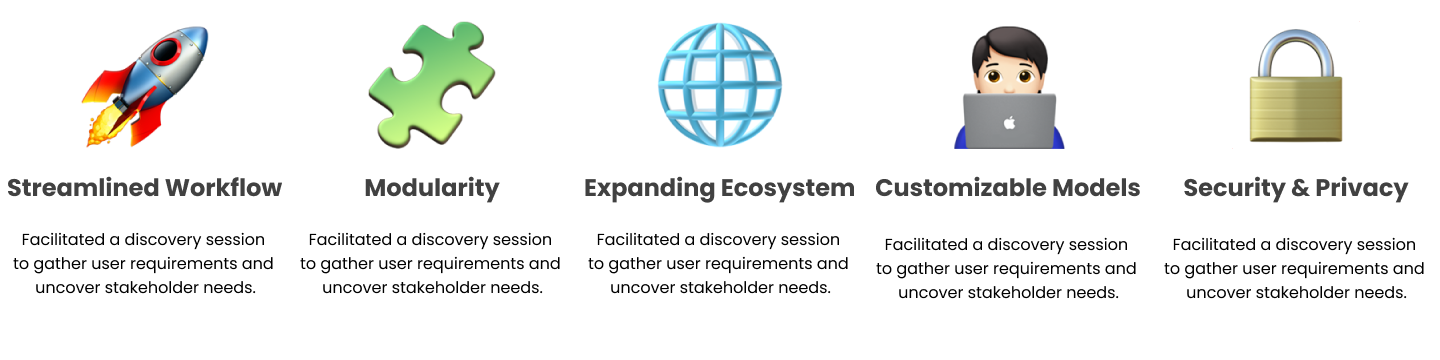 Streamlined Workflow
Facilitated a discovery session
to gather user requirements and
uncover stakeholder needs.
Modularity
Facilitated a discovery session
to gather user requirements and
uncover stakeholder needs.
Expanding Ecosystem
Facilitated a discovery session
to gather user requirements and
uncover stakeholder needs.
Customizable Models
Facilitated a discovery session
to gather user requirements and
uncover stakeholder needs.
Security & Privacy
Facilitated a discovery session
to gather user requirements and
uncover stakeholder needs.